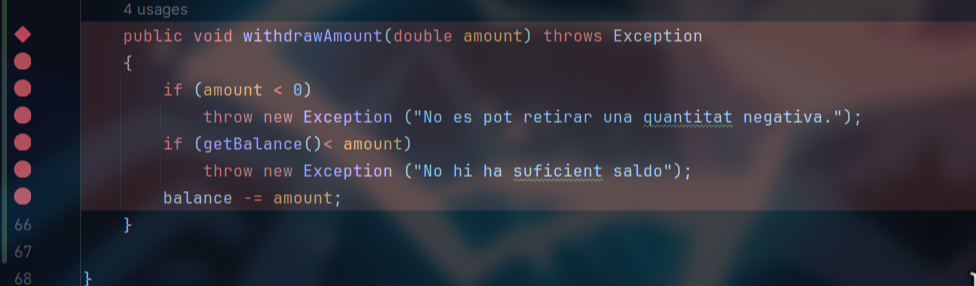 4 usages
public void withdrawAmount(double amount) throws Exception
{
if (amount < 0)
throw new Exception ("No es pot retirar una quantitat negativa.");
if (getBalance()< amount)
throw new Exception ("No hi ha suficient saldo");
balance -= amount;
66 }
67
68 }